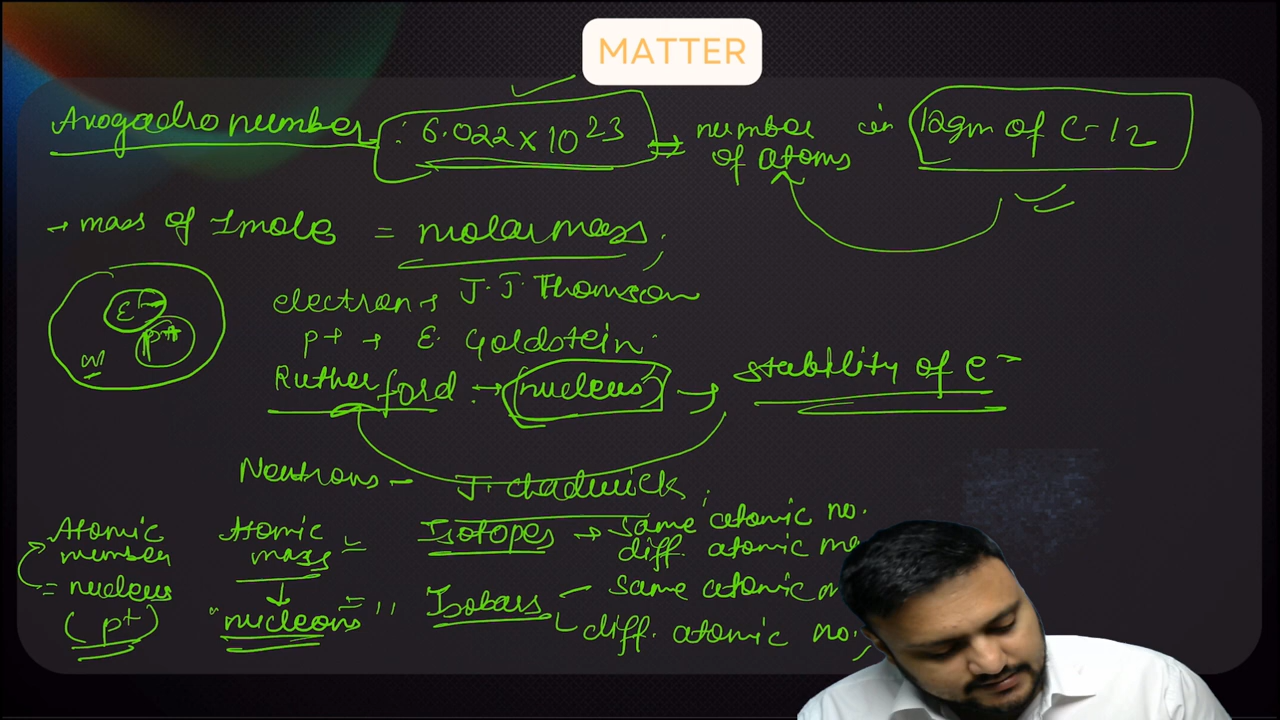 MATTER
Avogadro number : 6.022 x 10 23 = number of atoms in 12gm of C-12
→ mass of 1 mole = molar mass,
electron → J.J. Thomson
p+ → E. Goldstein.
Rutherford → nucleus → stability of e-
E-
P+
N
Neutrons - J. chadwick,
Atomic number = nucleus (p+)
Atomic mass = ↓ "nucleons"
Isotopes → same atomic no.
diff. atomic
Isobars - same atomic
diff. atomic no.,